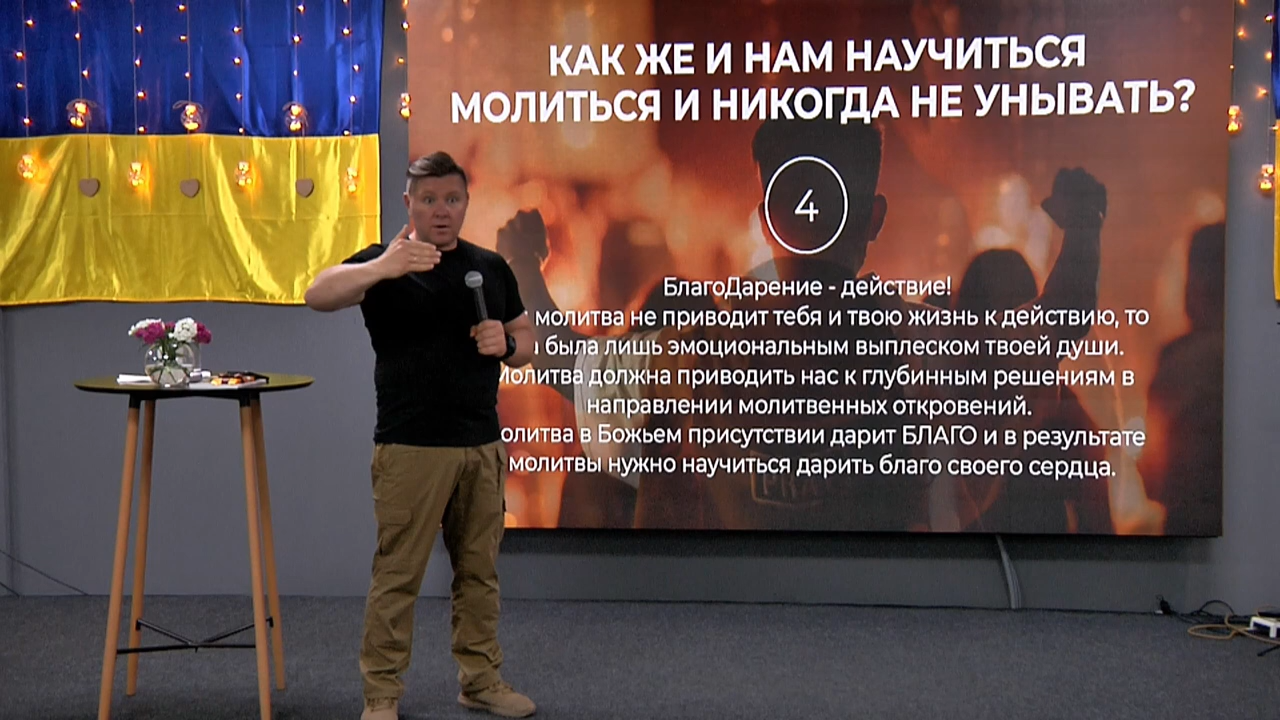 КАК ЖЕ И НАМ НАУЧИТЬСЯ
МОЛИТЬСЯ И НИКОГДА НЕ УНЫВАТЬ?
4
БлагоДарение - действие!
молитва не приводит тебя и твою жизнь к действию, то
была лишь эмоциональным выплеском твоей души.
Молитва должна приводить нас к глубинным решениям в
направлении молитвенных откровений.
олитва в Божьем присутствии дарит БЛАГО и в результате
молитвы нужно научиться дарить благо своего сердца.